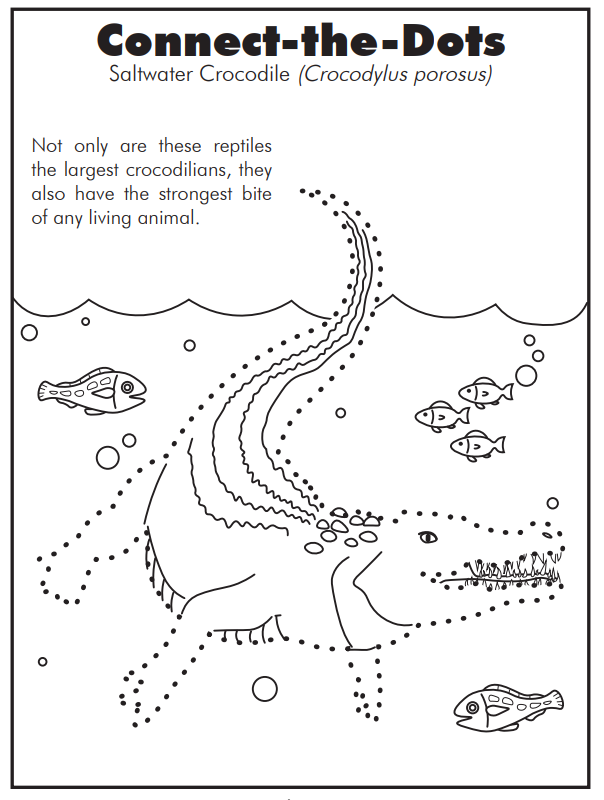 Connect-the-Dots
Saltwater Crocodile (Crocodylus porosus)
Not only are these reptiles
the largest crocodilians, they
also have the strongest bite
of any living animal.